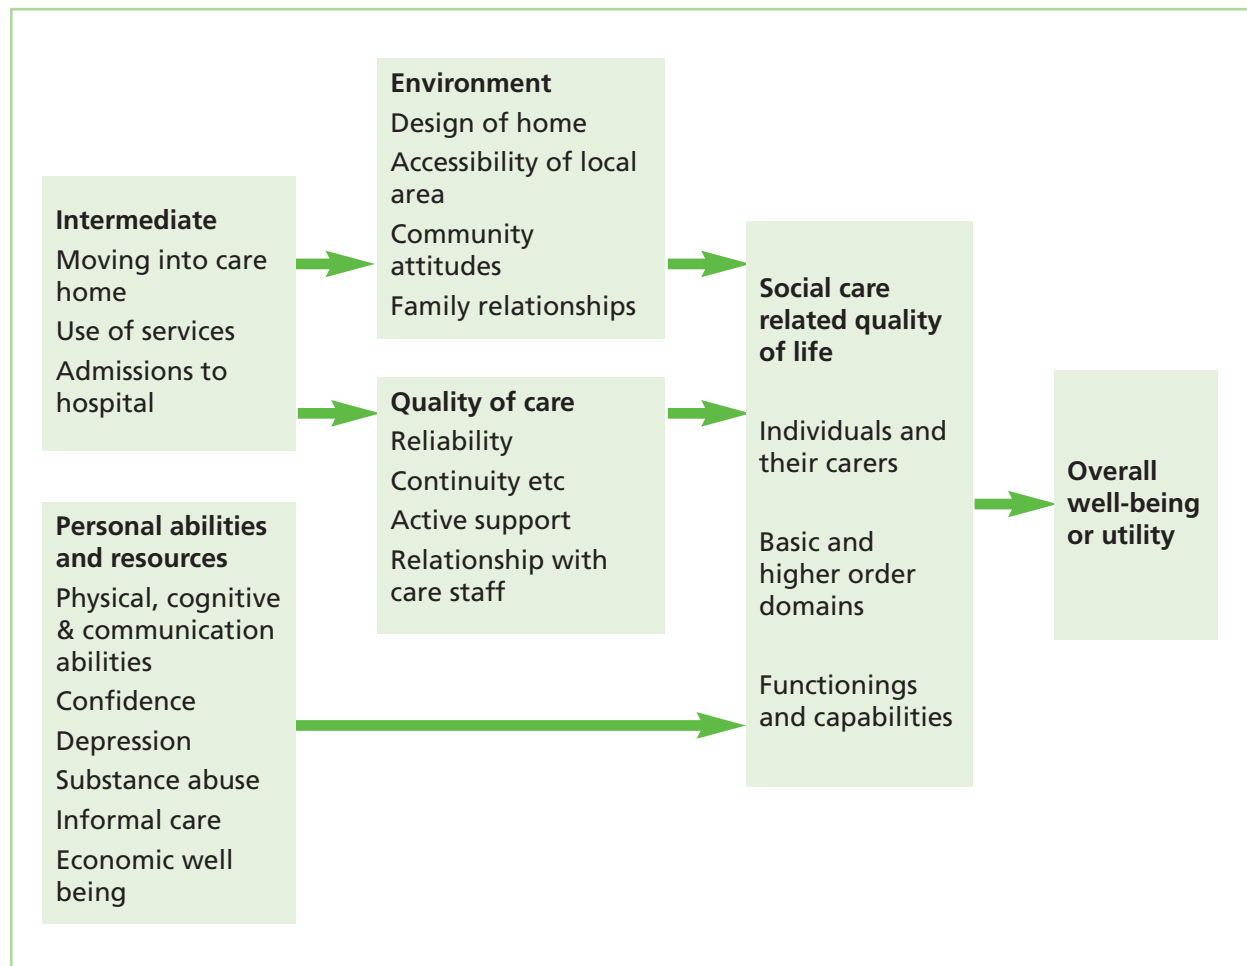 Intermediate
Moving into care
home
Use of services
Admissions to
hospital
Personal abilities
and resources
Physical, cognitive
& communication
abilities
Confidence
Depression
Substance abuse
Informal care
Economic well
being
Environment
Design of home
Accessibility of local
area
Community
attitudes
Family relationships
Quality of care
Reliability
Continuity etc
Active support
Relationship with
care staff
Social care
related quality
of life
Individuals and
their carers
Basic and
higher order
domains
Functionings
and capabilities
Overall
well-being
or utility